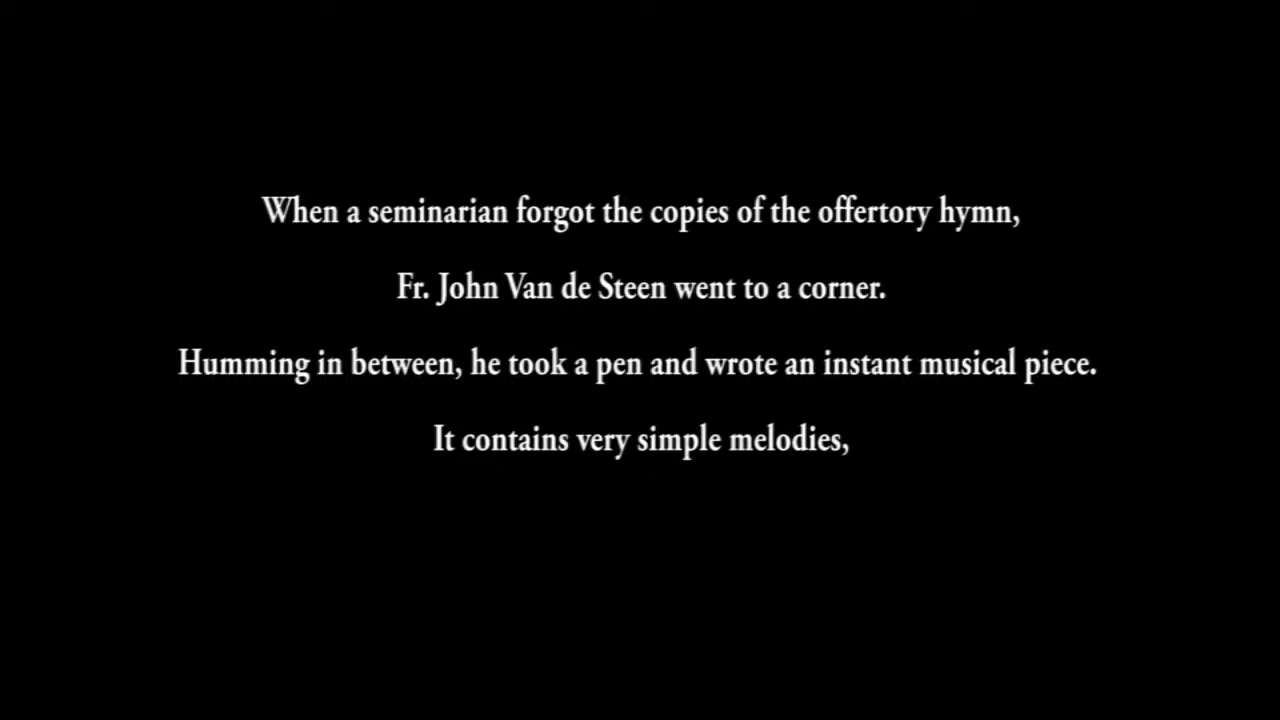 When a seminarian forgot the copies of the offertory hymn,
Fr. John Van de Steen went to a corner.
Humming in between, he took a pen and wrote an instant musical piece.
It contains very simple melodies,